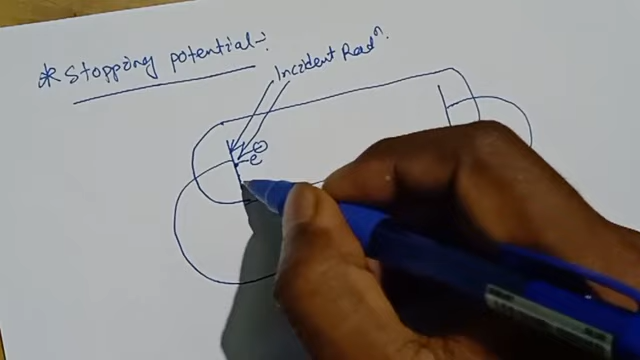 * Stopping potential :-
Incident Radⁿ.
⊖
e